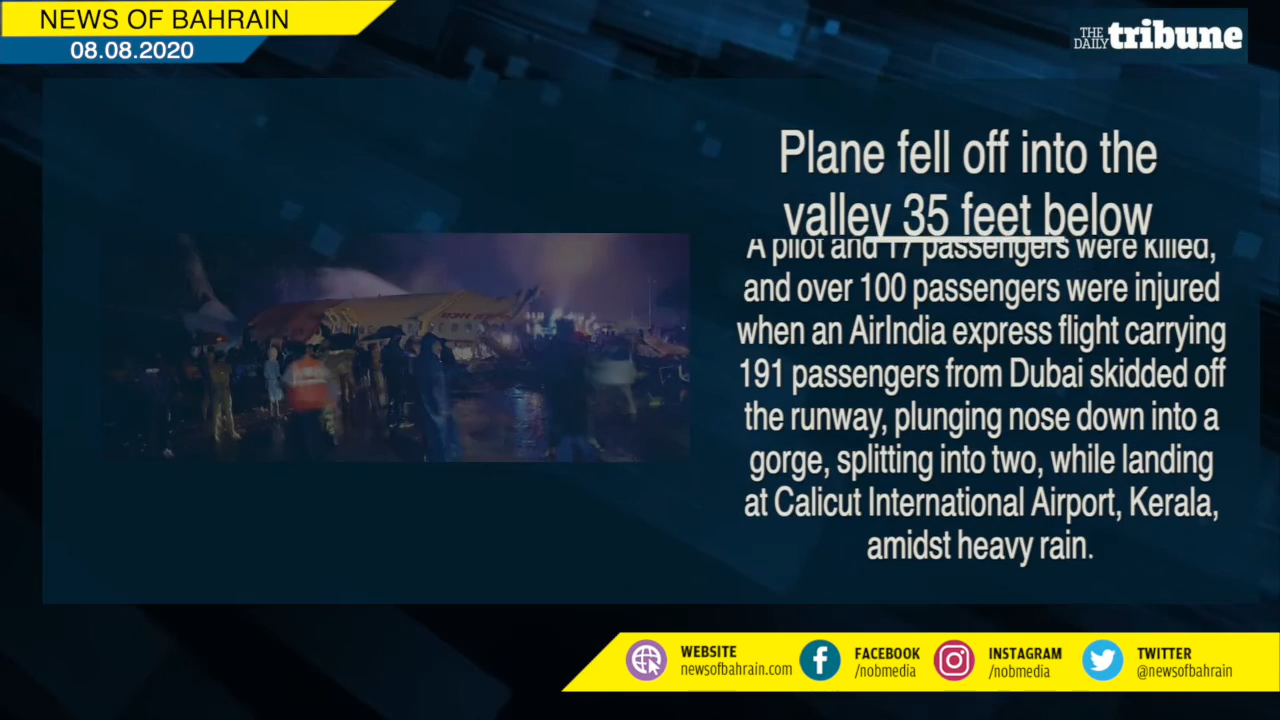 NEWS OF BAHRAIN
08.08.2020
THE DAILY tribune
Plane fell off into the
valley 35 feet below
A pilot and 17 passengers were killed,
and over 100 passengers were injured
when an AirIndia express flight carrying
191 passengers from Dubai skidded off
the runway, plunging nose down into a
gorge, splitting into two, while landing
at Calicut International Airport, Kerala,
amidst heavy rain.
WEBSITE
newsofbahrain.com
FACEBOOK
/nobmedia
INSTAGRAM
/nobmedia
TWITTER
@newsofbahrain